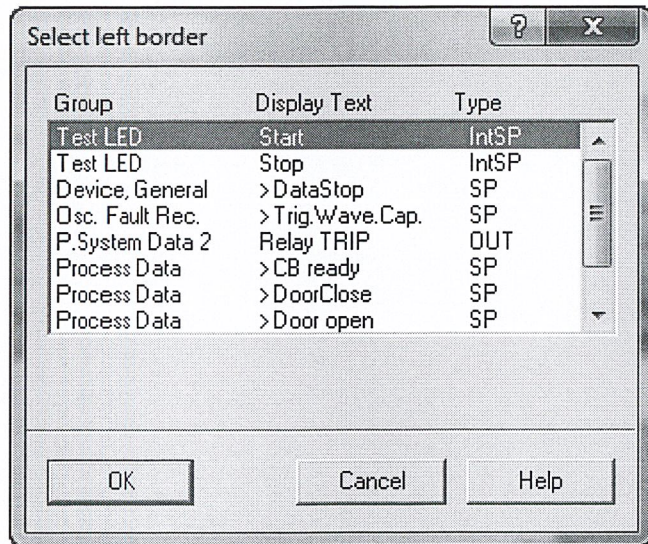 Select left border
Group Display Text Type
Test LED Start IntSP
Test LED Stop IntSP
Device, General >DataStop SP
Osc. Fault Rec. >Trig.Wave.Cap. SP
P.System Data 2 Relay TRIP OUT
Process Data >CB ready SP
Process Data >DoorClose SP
Process Data >Door open SP
OK Cancel Help